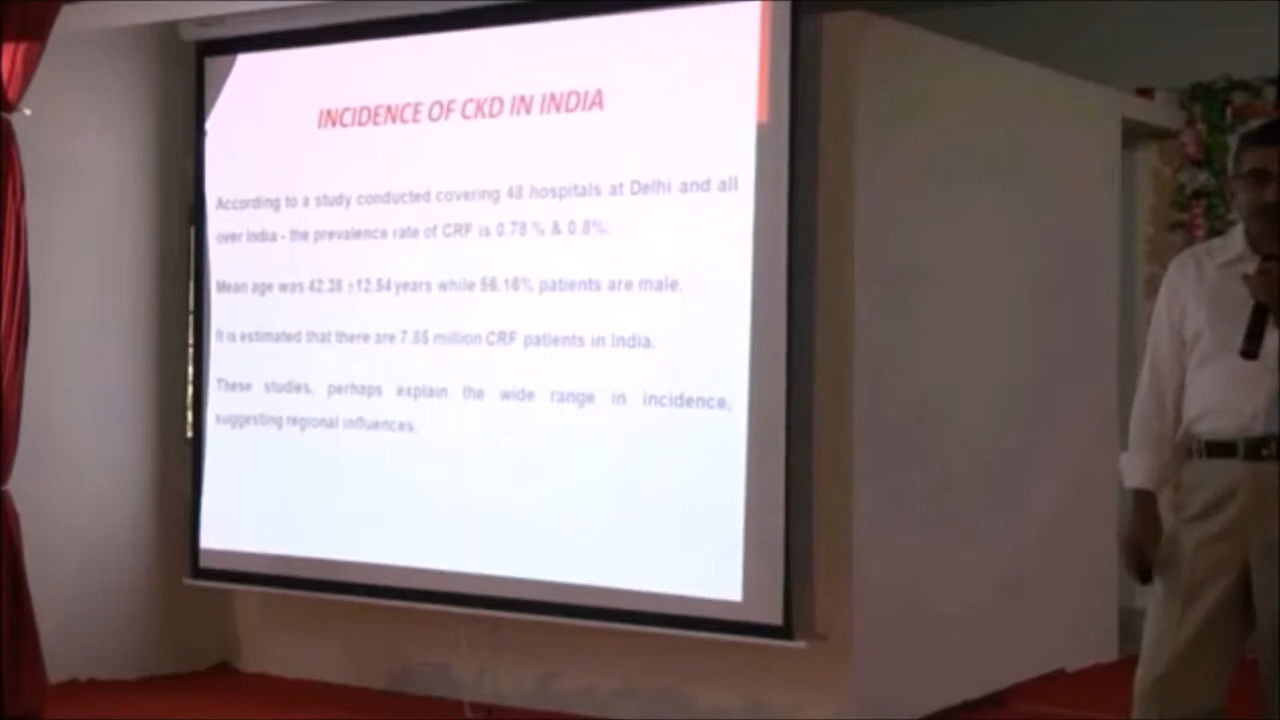 INCIDENCE OF CKD IN INDIA
According to a study conducted covering 48 hospitals at Delhi and all
over India - the prevalence rate of CRF is 0.78 % & 0.8%.
Mean age was 42.38 ±12.54 years while 56.16% patients are male.
It is estimated that there are 7.85 million CRF patients in India.
These studies, perhaps explain the wide range in incidence,
suggesting regional influences.